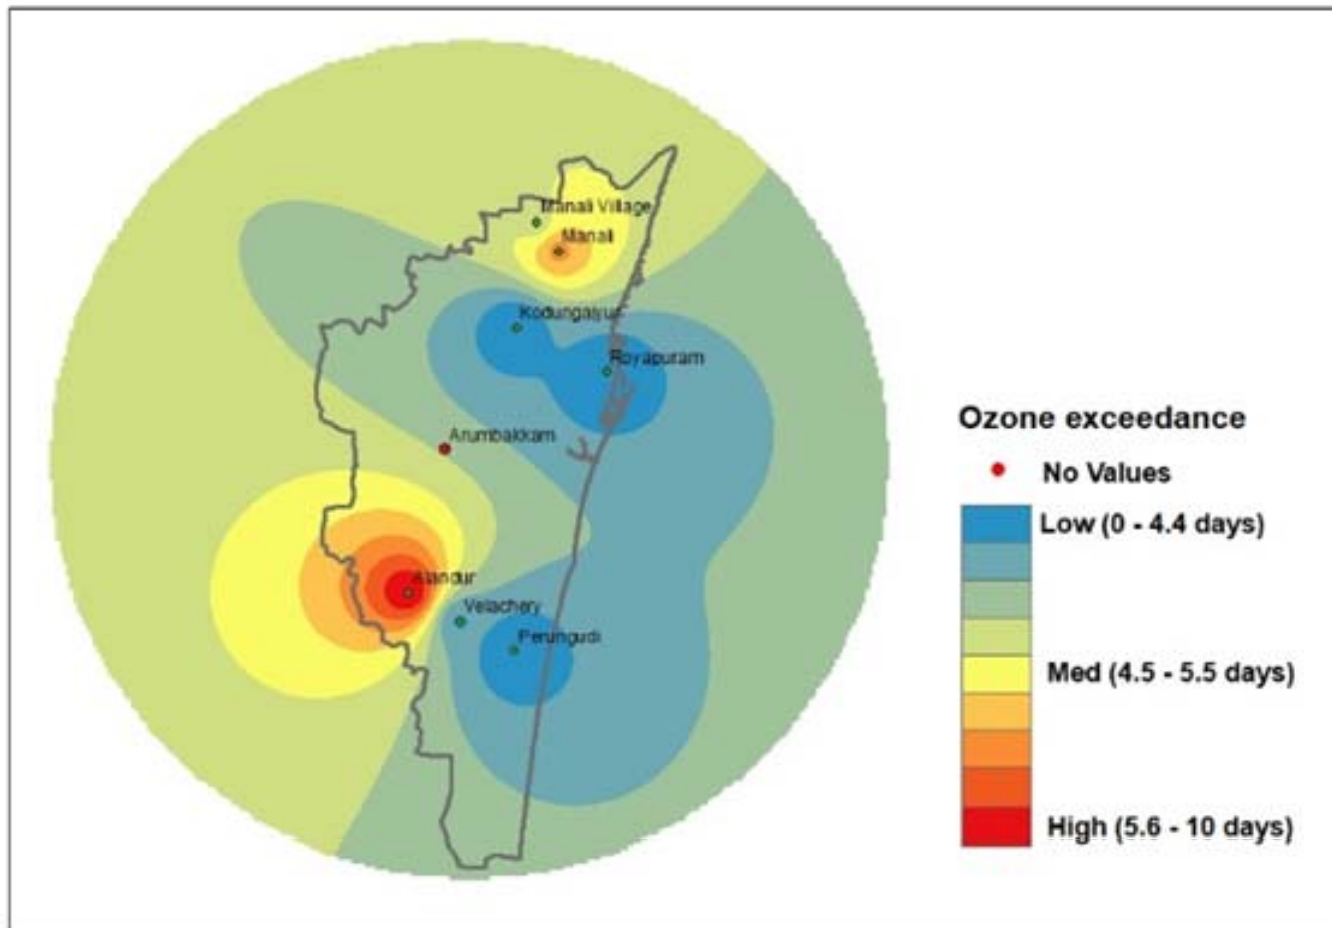 Manali Village
Manali
Kodungaiyur
Royapuram
Arumbakkam
Alandur
Velachery
Perungudi
Ozone exceedance
No Values
Low (0 - 4.4 days)
Med (4.5 - 5.5 days)
High (5.6 - 10 days)